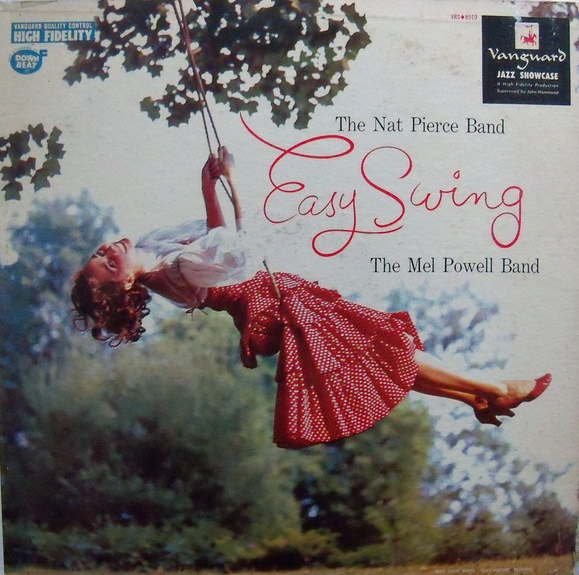 VANGUARD QUALITY CONTROL
HIGH FIDELITY
DOWN
BEAT
VRS◆8519
Vanguard
JAZZ SHOWCASE
A High Fidelity Production
Supervised by John Hammond
The Nat Pierce Band
Easy Swing
The Mel Powell Band